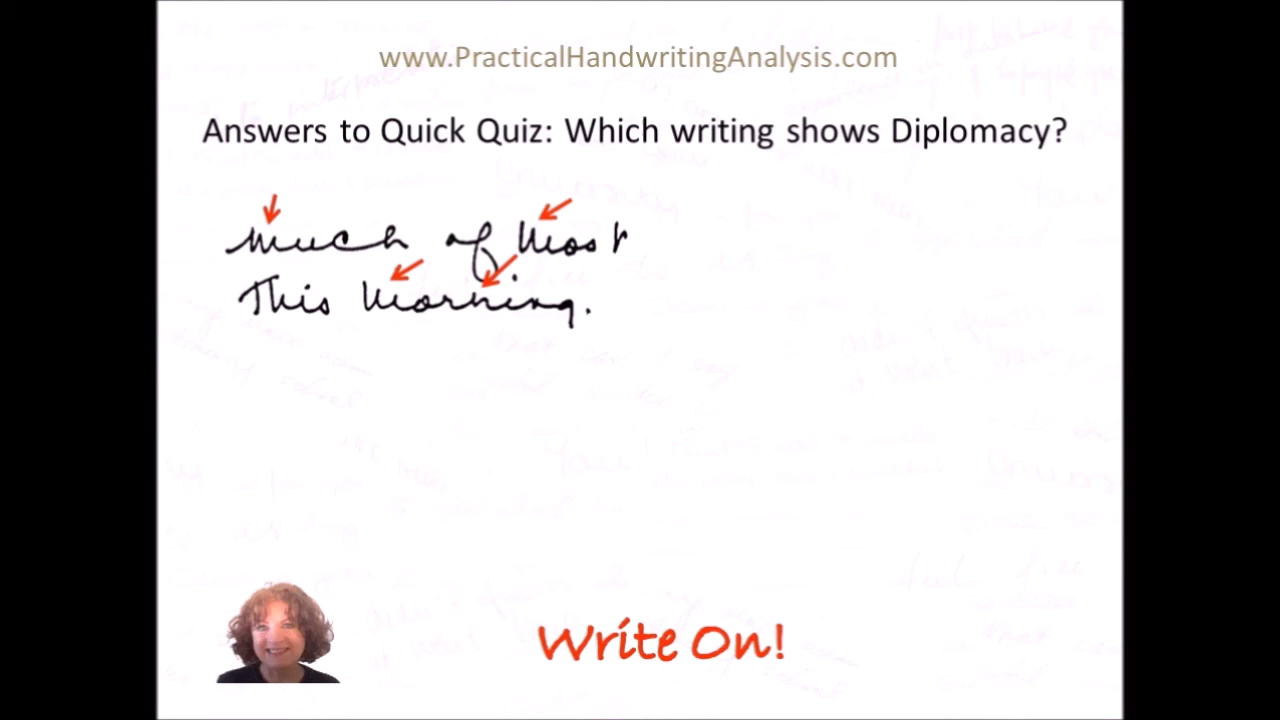 www.PracticalHandwritingAnalysis.com
Answers to Quick Quiz: Which writing shows Diplomacy?
Much of Most
This Morning.
Write On!